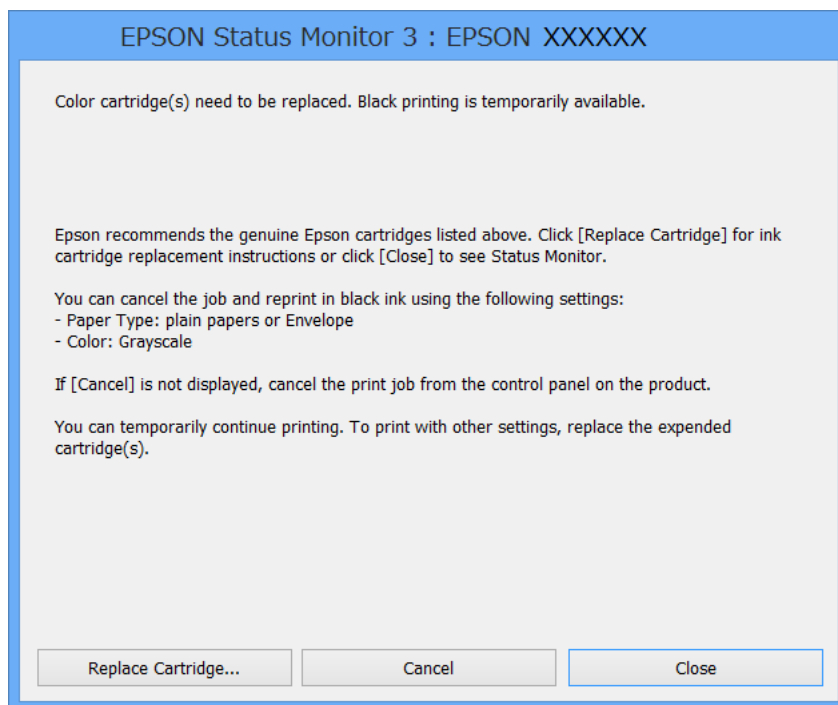 EPSON Status Monitor 3 : EPSON XXXXXX
Color cartridge(s) need to be replaced. Black printing is temporarily available.
Epson recommends the genuine Epson cartridges listed above. Click [Replace Cartridge] for ink
cartridge replacement instructions or click [Close] to see Status Monitor.
You can cancel the job and reprint in black ink using the following settings:
- Paper Type: plain papers or Envelope
- Color: Grayscale
If [Cancel] is not displayed, cancel the print job from the control panel on the product.
You can temporarily continue printing. To print with other settings, replace the expended
cartridge(s).
Replace Cartridge... Cancel Close